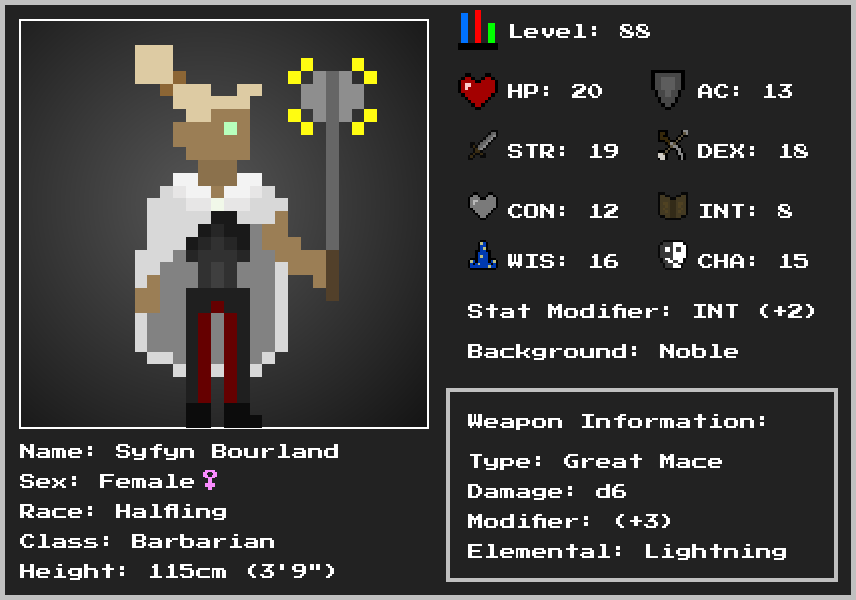 Level: 88
HP: 20
AC: 13
STR: 19
DEX: 18
CON: 12
INT: 8
WIS: 16
CHA: 15
Stat Modifier: INT (+2)
Background: Noble
Weapon Information:
Type: Great Mace
Damage: d6
Modifier: (+3)
Elemental: Lightning
Name: Syfyn Bourland
Sex: Female♀
Race: Halfling
Class: Barbarian
Height: 115cm (3'9")